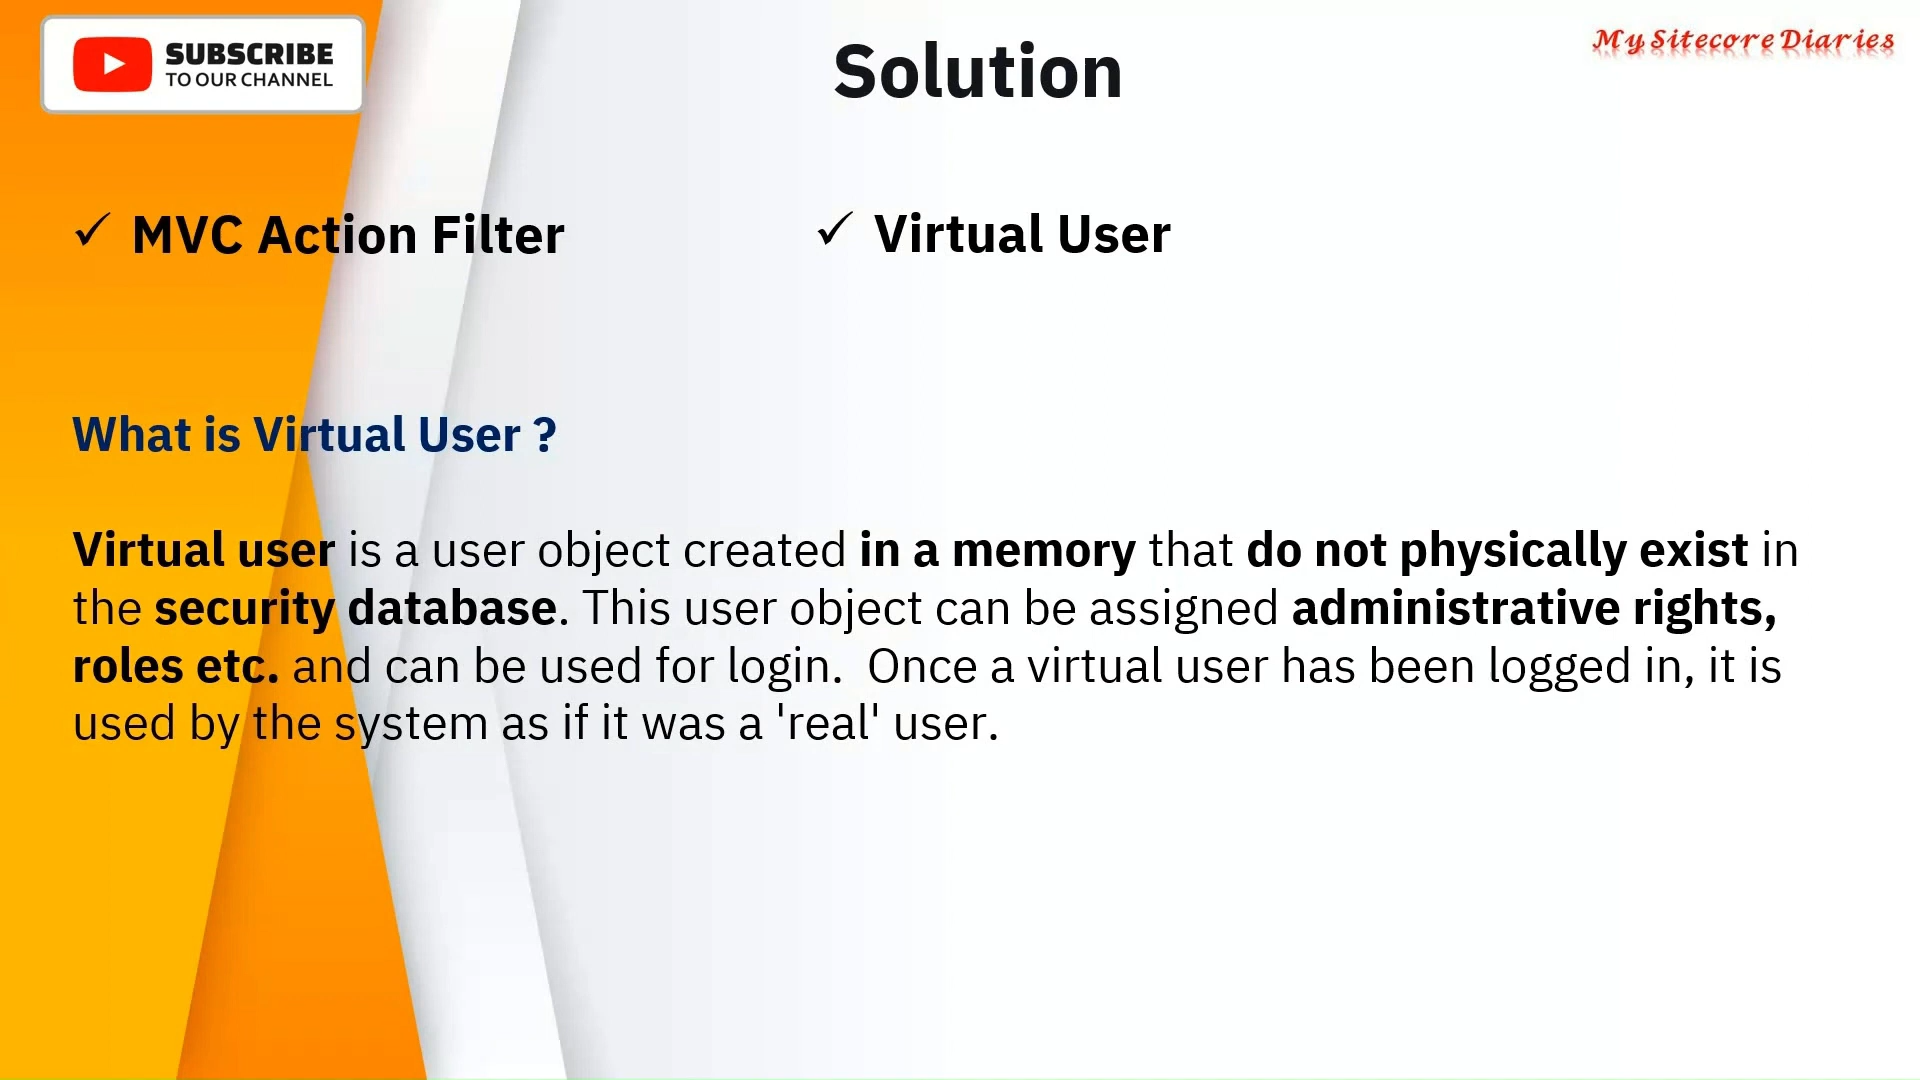 SUBSCRIBE
TO OUR CHANNEL
My Sitecore Diaries
Solution
✓ MVC Action Filter
✓ Virtual User
What is Virtual User ?
Virtual user is a user object created in a memory that do not physically exist in
the security database. This user object can be assigned administrative rights,
roles etc. and can be used for login.  Once a virtual user has been logged in, it is
used by the system as if it was a 'real' user.